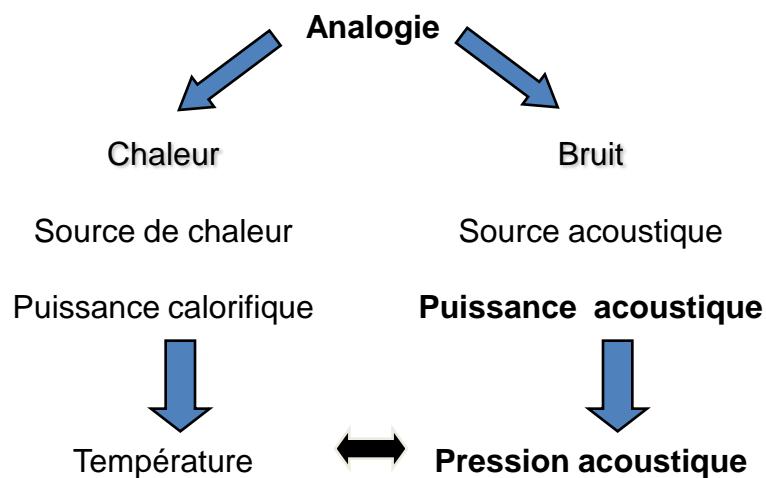 Analogie
Chaleur Bruit
Source de chaleur Source acoustique
Puissance calorifique Puissance acoustique
Température Pression acoustique